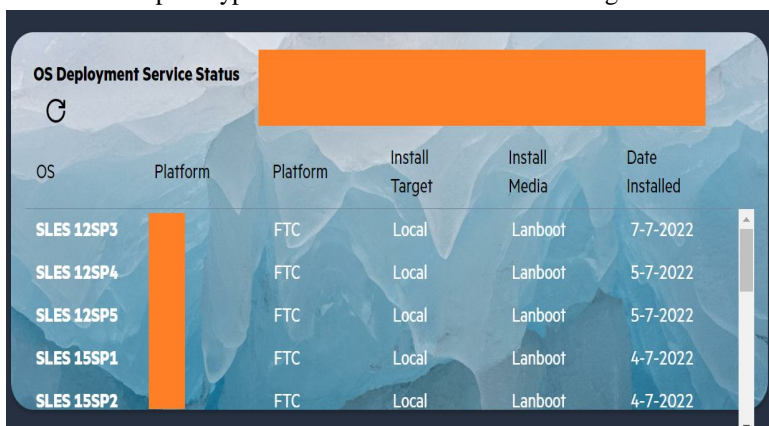 OS Deployment Service Status
OS Platform Platform Install Target Install Media Date Installed
SLES 12SP3 FTC Local Lanboot 7-7-2022
SLES 12SP4 FTC Local Lanboot 5-7-2022
SLES 12SP5 FTC Local Lanboot 5-7-2022
SLES 15SP1 FTC Local Lanboot 4-7-2022
SLES 15SP2 FTC Local Lanboot 4-7-2022